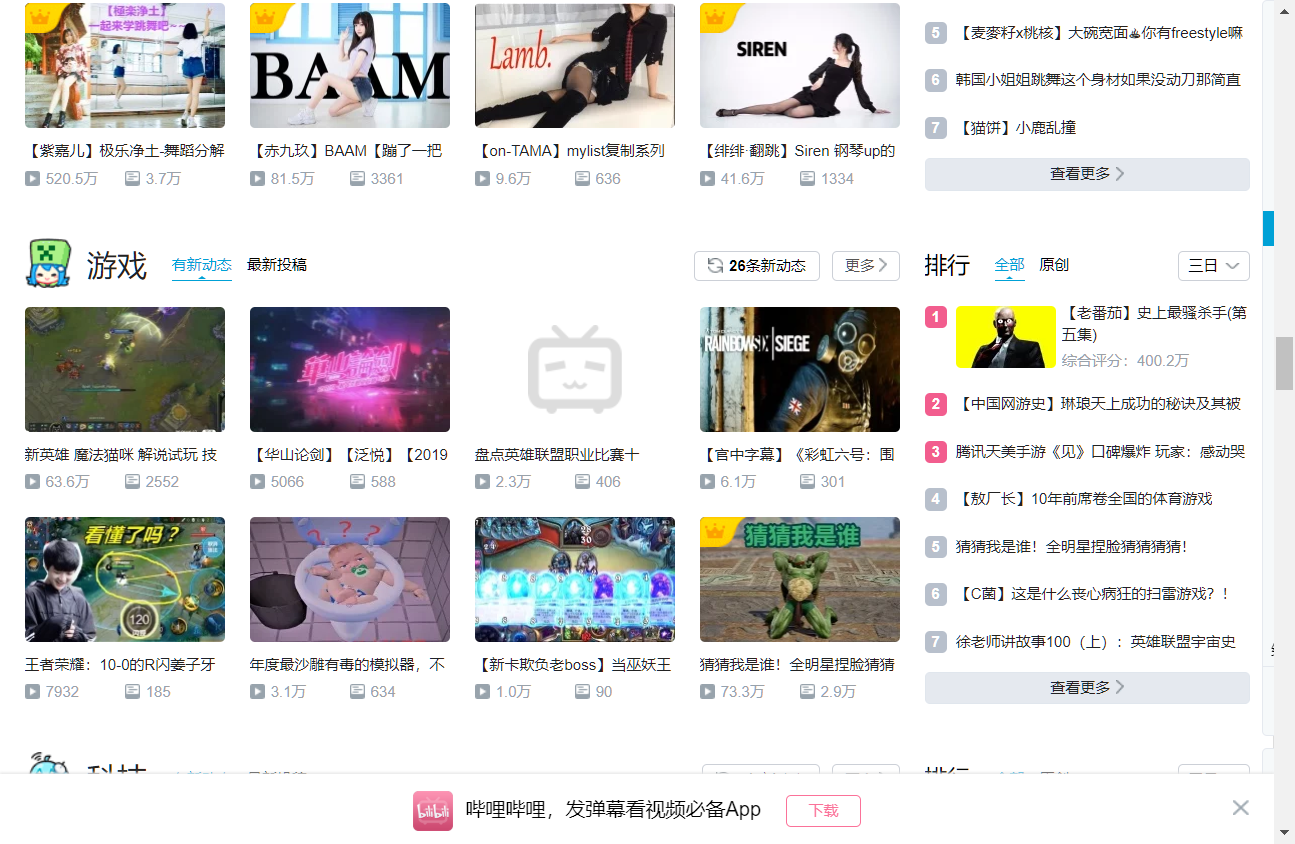 【極楽浄土】
一起来学跳舞吧~~
BAAM
Lamb.
SIREN
【紫嘉儿】极乐净土-舞蹈分解
520.5万 3.7万
【赤九玖】BAAM【蹦了一把
81.5万 3361
【on-TAMA】mylist复制系列
9.6万 636
【绯绯·翻跳】Siren 钢琴up的
41.6万 1334
5 【麦麥籽x桃核】大碗宽面🍜你有freestyle嘛
6 韩国小姐姐跳舞这个身材如果没动刀那简直
7 【猫饼】小鹿乱撞
查看更多
游戏 有新动态 最新投稿
26条新动态 更多
华山论剑
RAINBOW SIX | SIEGE
新英雄 魔法猫咪 解说试玩 技
63.6万 2552
【华山论剑】【泛悦】【2019
5066 588
盘点英雄联盟职业比赛十
2.3万 406
【官中字幕】《彩虹六号：围
6.1万 301
看懂了吗？
120
猜猜我是谁
王者荣耀：10-0的R闪姜子牙
7932 185
年度最沙雕有毒的模拟器，不
3.1万 634
【新卡欺负老boss】当巫妖王
1.0万 90
猜猜我是谁！全明星捏脸猜猜
73.3万 2.9万
排行 全部 原创 三日
1 【老番茄】史上最骚杀手(第
五集)
综合评分：400.2万
2 【中国网游史】琳琅天上成功的秘诀及其被
3 腾讯天美手游《见》口碑爆炸 玩家：感动哭
4 【敖厂长】10年前席卷全国的体育游戏
5 猜猜我是谁！全明星捏脸猜猜猜猜！
6 【C菌】这是什么丧心病狂的扫雷游戏？！
7 徐老师讲故事100（上）：英雄联盟宇宙史
查看更多
科技
排行
bilibili
哔哩哔哩，发弹幕看视频必备App
下载